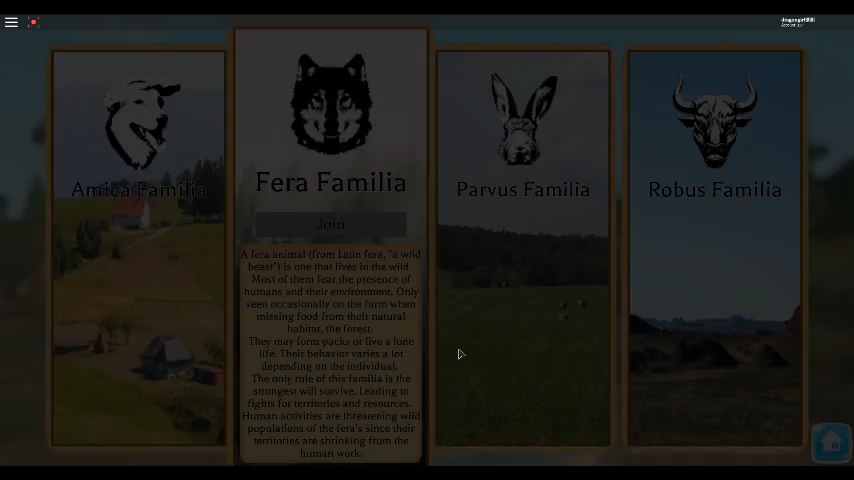 Amica Familia
Fera Familia
Parvus Familia
Robus Familia
Join
A fera animal (from Latin fera, "a wild
beast") is one that lives in the wild.
Most of them fear the presence of
humans and their environment. Only
seen occasionally on the farm when
missing food from their natural
habitat, the forest.
They may form packs or live a lone
life. Their behavior varies a lot
depending on the individual.
The only rule of this familia is the
strongest will survive. Leading to
fights for territories and resources.
Human activities are threatening wild
populations of the fera's since their
territories are shrinking from the
human work.